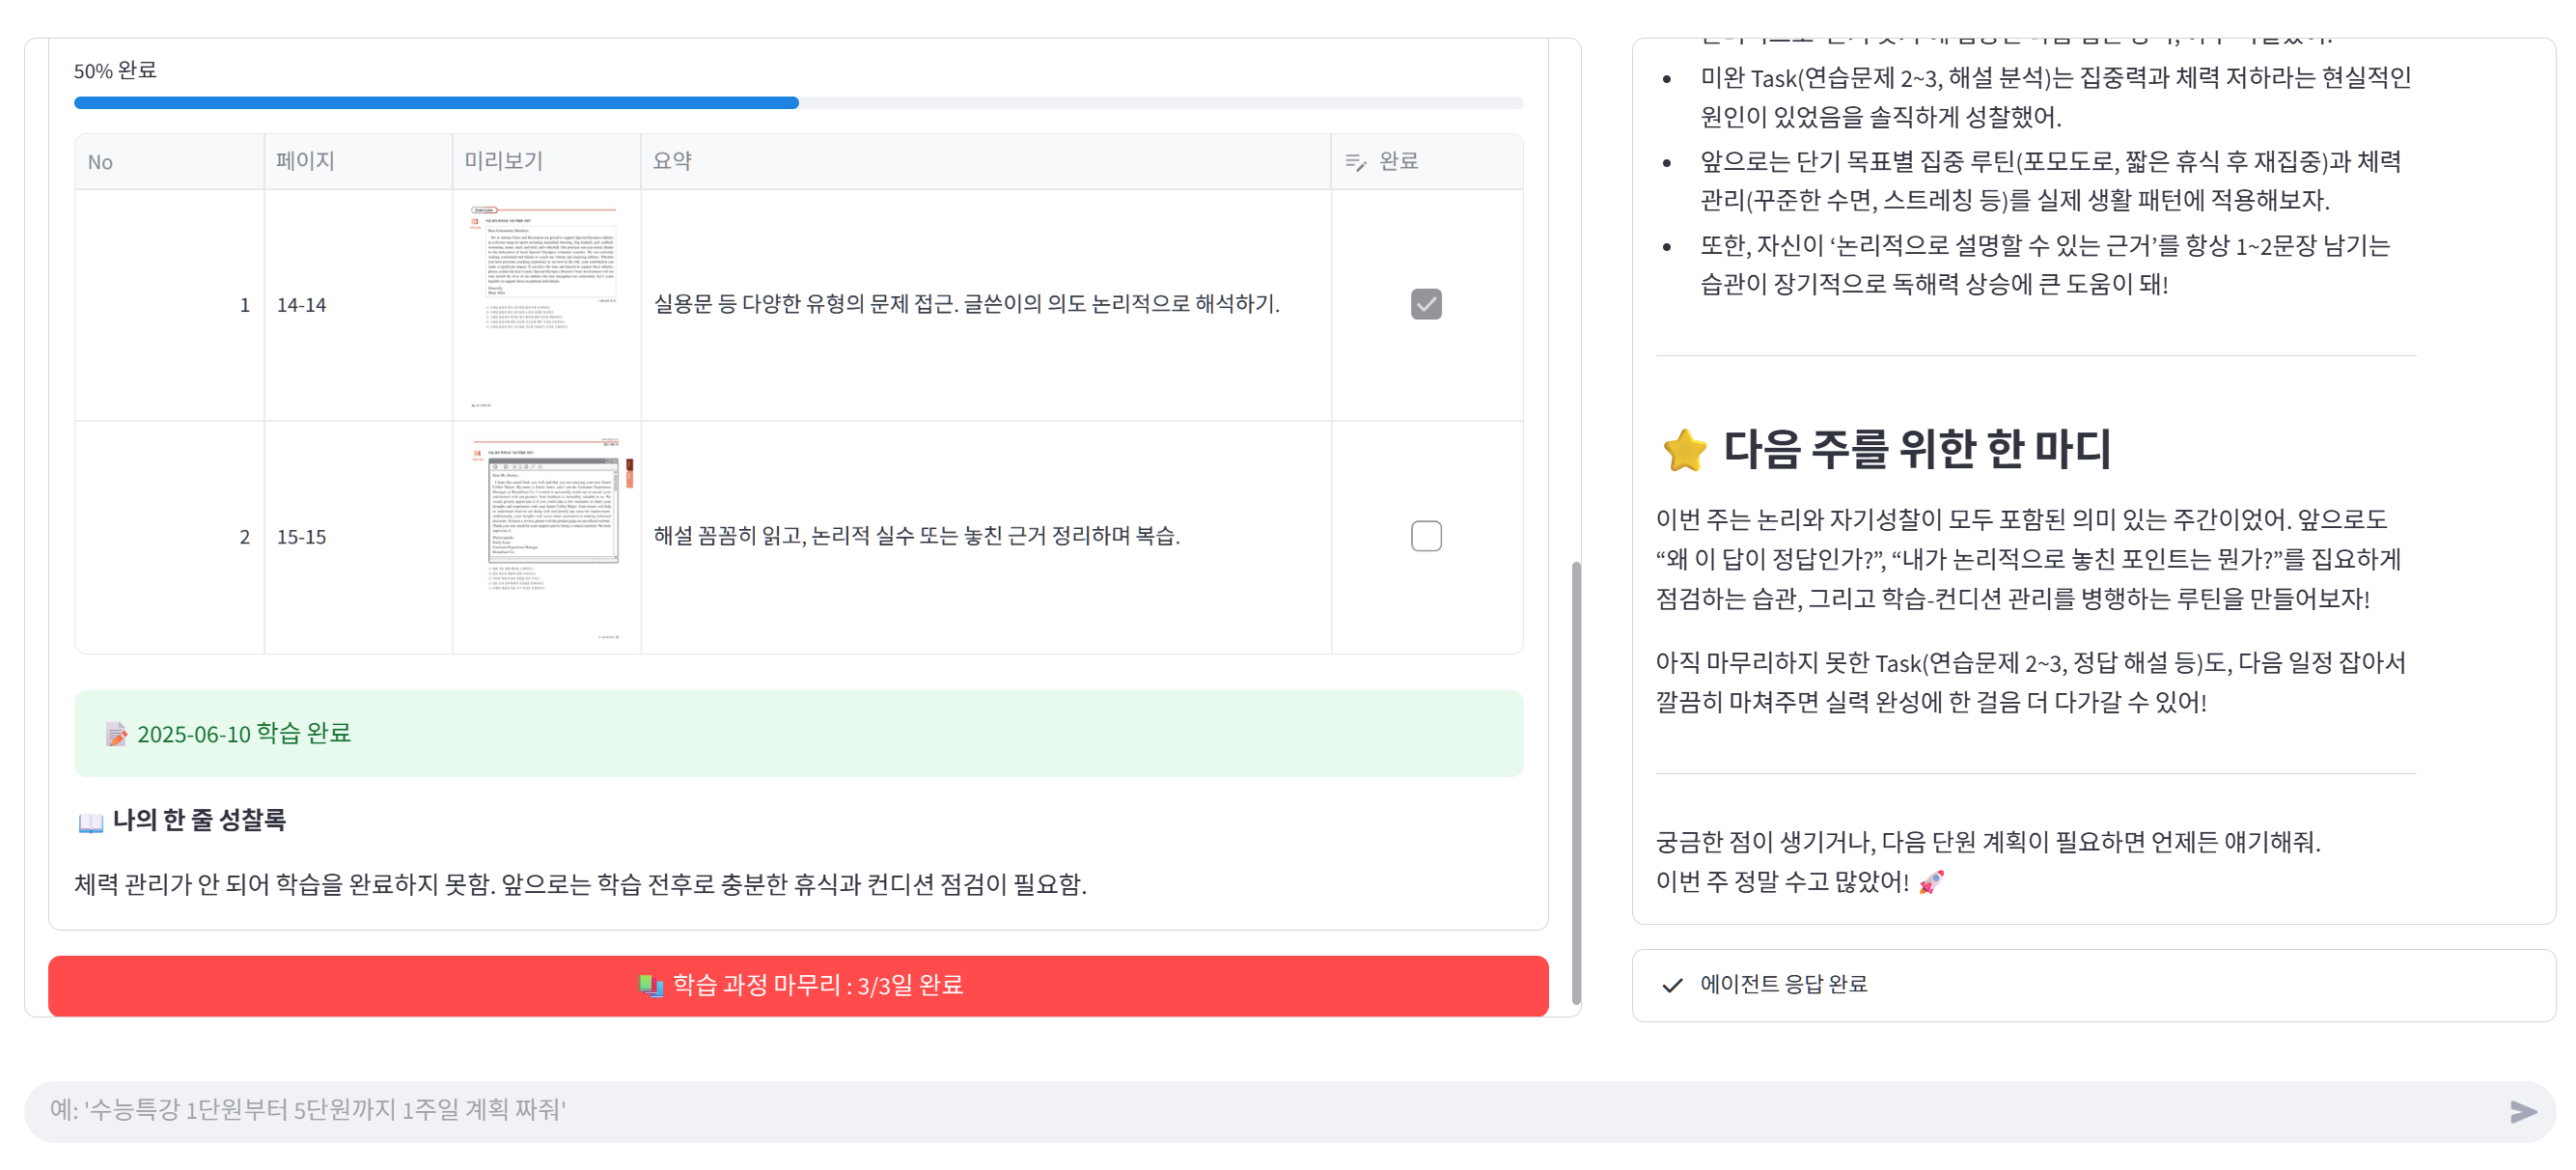 50% 완료
No 페이지 미리보기 요약 완료
1 14-14 실용문 등 다양한 유형의 문제 접근. 글쓴이의 의도 논리적으로 해석하기.
2 15-15 해설 꼼꼼히 읽고, 논리적 실수 또는 놓친 근거 정리하며 복습.
📝 2025-06-10 학습 완료
📖 나의 한 줄 성찰록
체력 관리가 안 되어 학습을 완료하지 못함. 앞으로는 학습 전후로 충분한 휴식과 컨디션 점검이 필요함.
📚 학습 과정 마무리 : 3/3일 완료
• 미완 Task(연습문제 2~3, 해설 분석)는 집중력과 체력 저하라는 현실적인
원인이 있었음을 솔직하게 성찰했어.
• 앞으로는 단기 목표별 집중 루틴(포모도로, 짧은 휴식 후 재집중)과 체력
관리(꾸준한 수면, 스트레칭 등)를 실제 생활 패턴에 적용해보자.
• 또한, 자신이 ‘논리적으로 설명할 수 있는 근거’를 항상 1~2문장 남기는
습관이 장기적으로 독해력 상승에 큰 도움이 돼!
⭐ 다음 주를 위한 한 마디
이번 주는 논리와 자기성찰이 모두 포함된 의미 있는 주간이었어. 앞으로도
“왜 이 답이 정답인가?”, “내가 논리적으로 놓친 포인트는 뭔가?”를 집요하게
점검하는 습관, 그리고 학습-컨디션 관리를 병행하는 루틴을 만들어보자!
아직 마무리하지 못한 Task(연습문제 2~3, 정답 해설 등)도, 다음 일정 잡아서
깔끔히 마쳐주면 실력 완성에 한 걸음 더 다가갈 수 있어!
궁금한 점이 생기거나, 다음 단원 계획이 필요하면 언제든 얘기해줘.
이번 주 정말 수고 많았어! 🚀
에이전트 응답 완료
예: '수능특강 1단원부터 5단원까지 1주일 계획 짜줘'